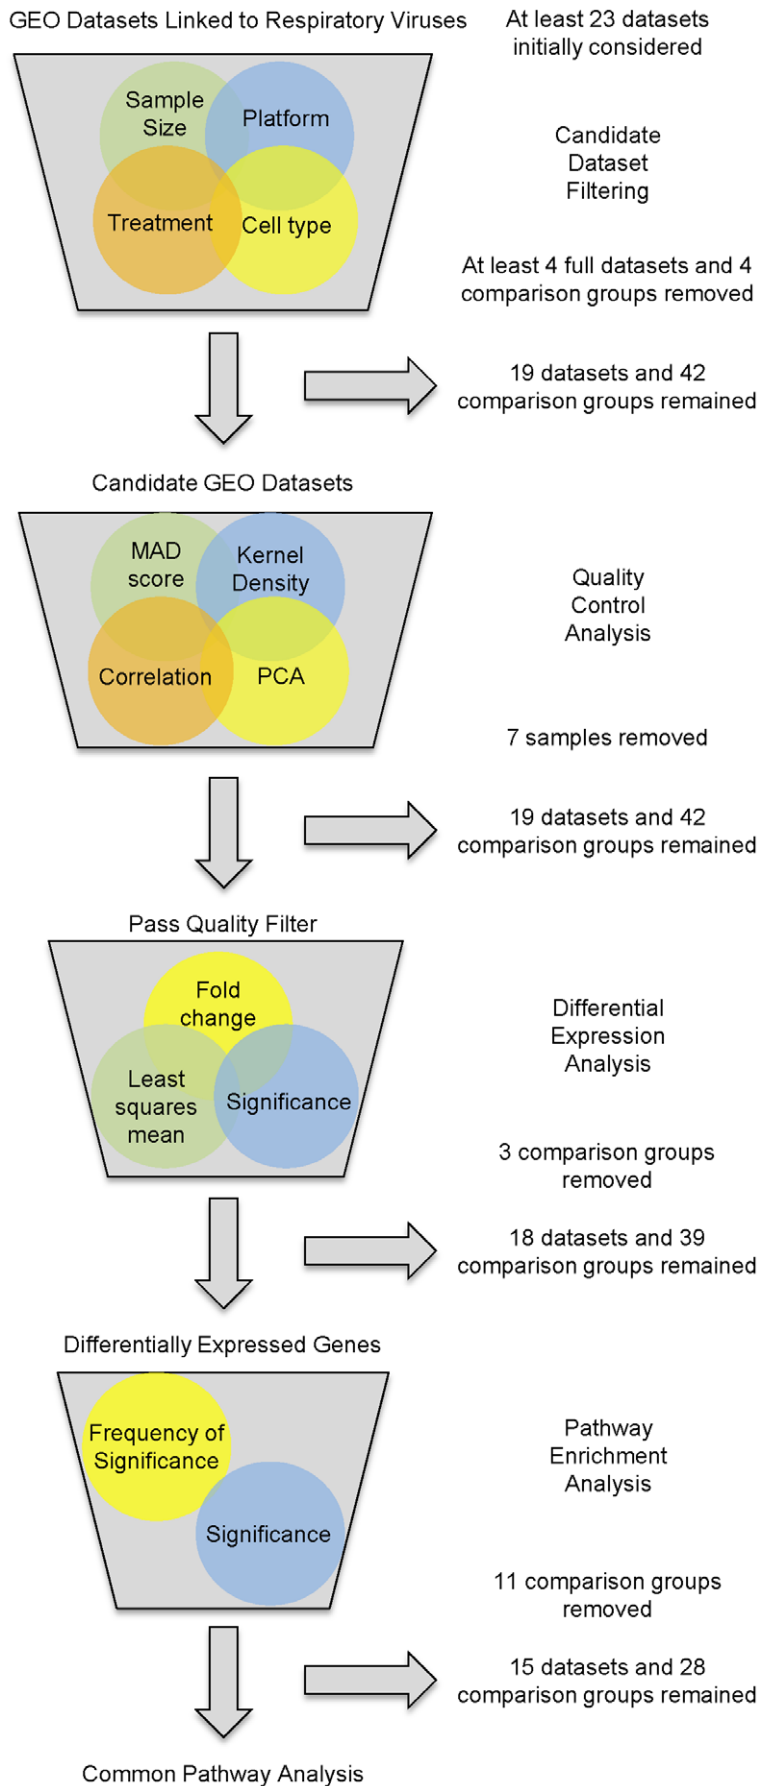 GEO Datasets Linked to Respiratory Viruses
At least 23 datasets
initially considered
Sample
Size
Platform
Treatment
Cell type
Candidate
Dataset
Filtering
At least 4 full datasets and 4
comparison groups removed
19 datasets and 42
comparison groups remained
Candidate GEO Datasets
MAD
score
Kernel
Density
Correlation
PCA
Quality
Control
Analysis
7 samples removed
19 datasets and 42
comparison groups remained
Pass Quality Filter
Fold
change
Least
squares
mean
Significance
Differential
Expression
Analysis
3 comparison groups
removed
18 datasets and 39
comparison groups remained
Differentially Expressed Genes
Frequency of
Significance
Significance
Pathway
Enrichment
Analysis
11 comparison groups
removed
15 datasets and 28
comparison groups remained
Common Pathway Analysis